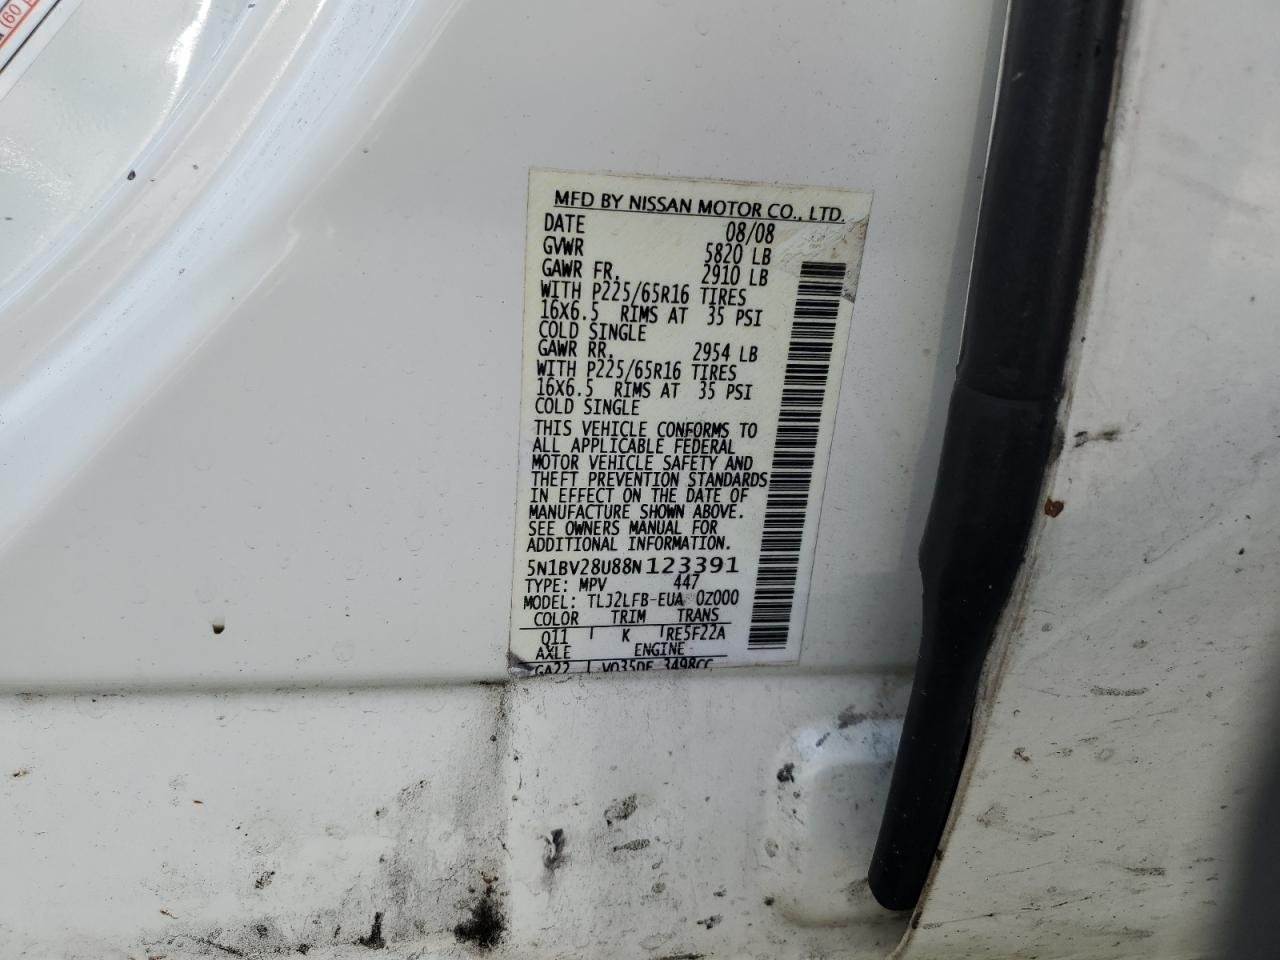 (60
MFD BY NISSAN MOTOR CO., LTD.
DATE 08/08
GVWR 5820 LB
GAWR FR. 2910 LB
WITH P225/65R16 TIRES
16X6.5 RIMS AT 35 PSI
COLD SINGLE
GAWR RR. 2954 LB
WITH P225/65R16 TIRES
16X6.5 RIMS AT 35 PSI
COLD SINGLE
THIS VEHICLE CONFORMS TO
ALL APPLICABLE FEDERAL
MOTOR VEHICLE SAFETY AND
THEFT PREVENTION STANDARDS
IN EFFECT ON THE DATE OF
MANUFACTURE SHOWN ABOVE.
SEE OWNERS MANUAL FOR
ADDITIONAL INFORMATION.
5N1BV28U88N123391
TYPE: MPV 447
MODEL: TLJ2LFB-EUA 0Z000
COLOR TRIM TRANS
Q11 K RE5F22A
AXLE ENGINE
GA22 VQ35DE 3498CC